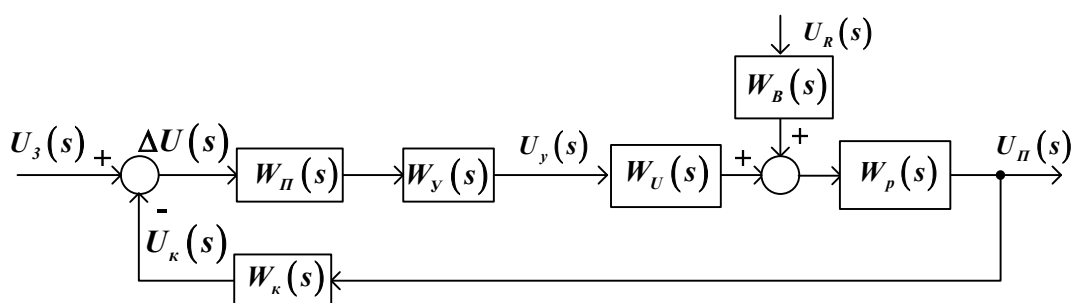 U_R(s)
W_B(s)
U_З(s) + ΔU(s) W_П(s) W_У(s) U_у(s) W_U(s) + + W_p(s) U_П(s)
-
U_к(s)
W_к(s)